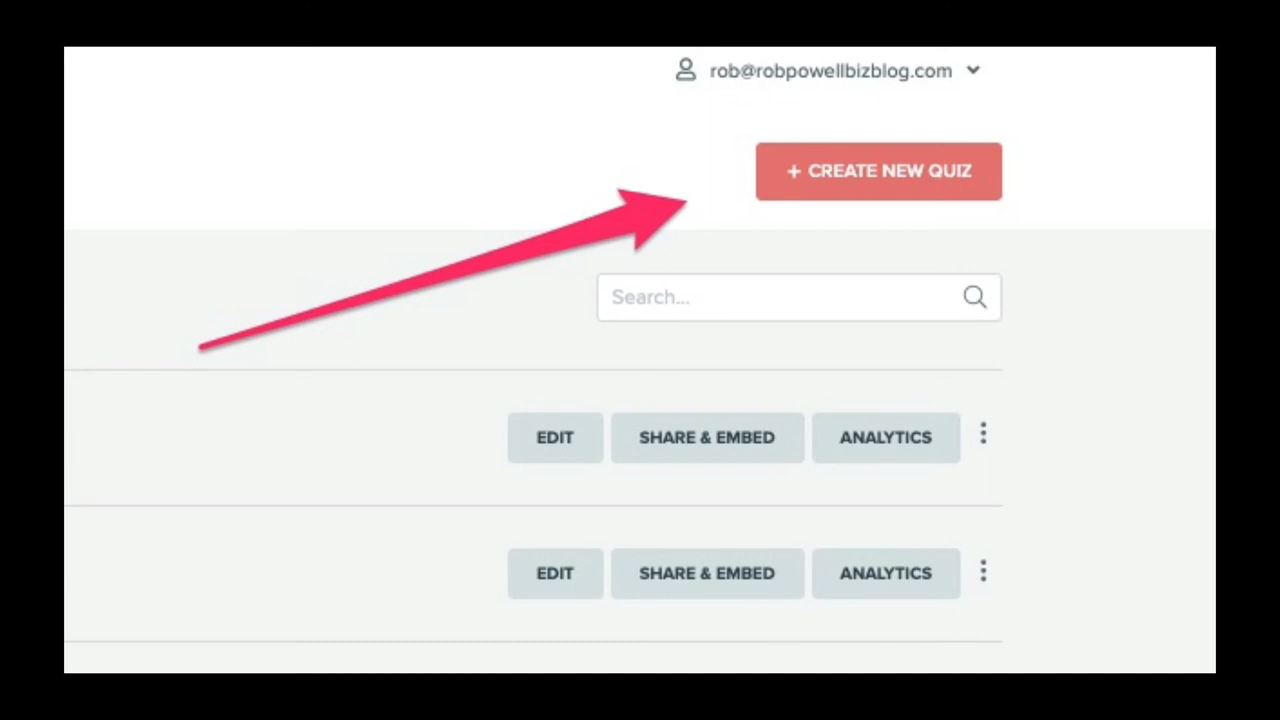 rob@robpowellbizblog.com
+ CREATE NEW QUIZ
Search...
EDIT SHARE & EMBED ANALYTICS
EDIT SHARE & EMBED ANALYTICS